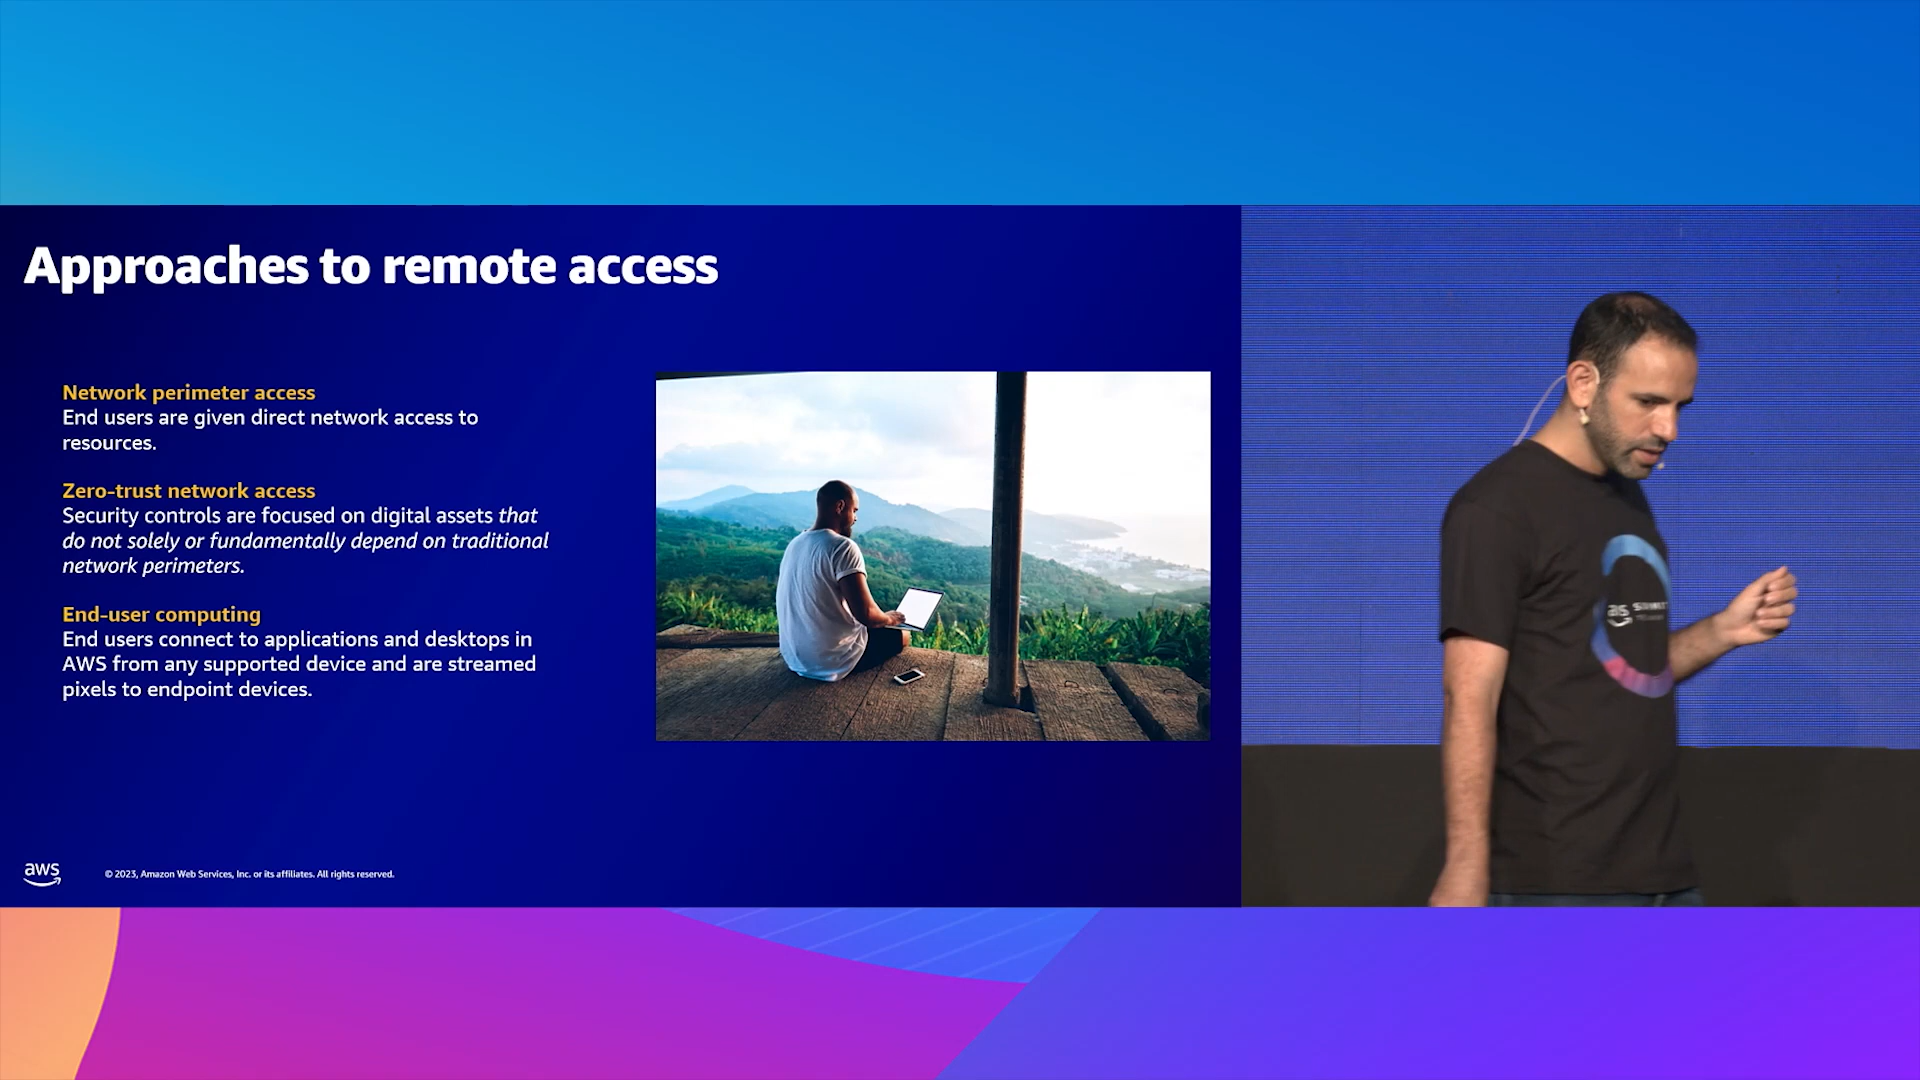 Approaches to remote access
Network perimeter access
End users are given direct network access to
resources.
Zero-trust network access
Security controls are focused on digital assets that
do not solely or fundamentally depend on traditional
network perimeters.
End-user computing
End users connect to applications and desktops in
AWS from any supported device and are streamed
pixels to endpoint devices.
aws
© 2023, Amazon Web Services, Inc. or its affiliates. All rights reserved.